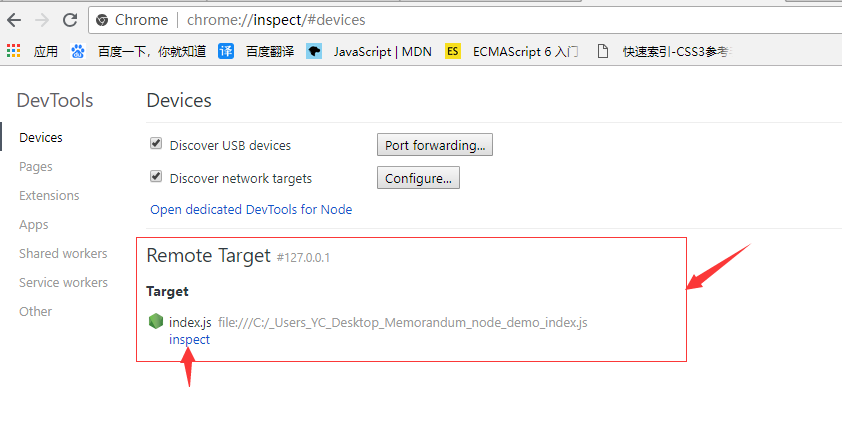 Chrome | chrome://inspect/#devices
应用 百度一下，你就知道 译 百度翻译 JavaScript | MDN ES ECMAScript 6 入门 快速索引-CSS3参考
DevTools
Devices
Pages
Extensions
Apps
Shared workers
Service workers
Other
Devices
Discover USB devices Port forwarding...
Discover network targets Configure...
Open dedicated DevTools for Node
Remote Target #127.0.0.1
Target
index.js file:///C:/_Users_YC_Desktop_Memorandum_node_demo_index.js
inspect